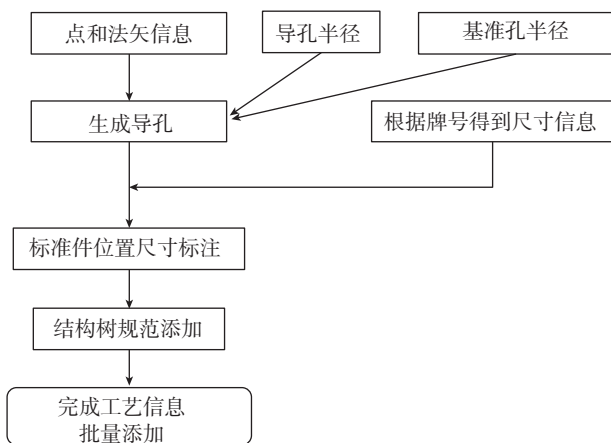 点和法矢信息
导孔半径
基准孔半径
生成导孔
根据牌号得到尺寸信息
标准件位置尺寸标注
结构树规范添加
完成工艺信息
批量添加